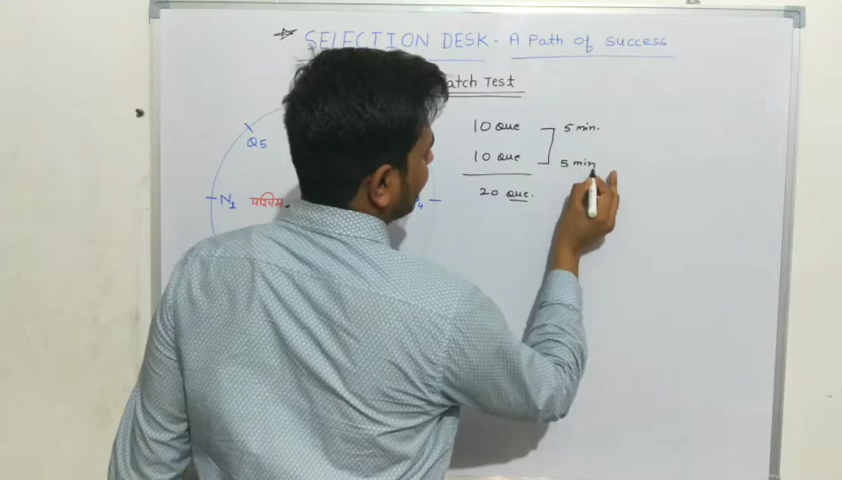 SELECTION DESK - A Path of success
atch Test
10 Que
5 min.
10 Que
5 min
20 Que.
Q5
N1 पश्चिम
4